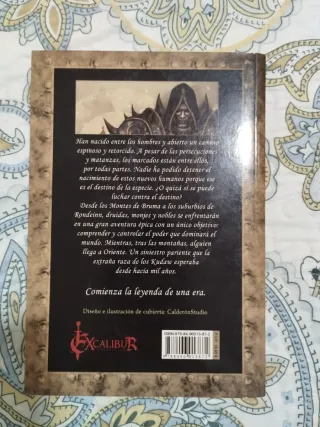 Han nacido entre los hombres y abierto un camino
espinoso y retorcido. A pesar de las persecuciones
y matanzas, los marcados están entre ellos,
por todas partes. Nadie ha podido detener el
nacimiento de estos nuevos humanos porque ese
es el destino de la especie. ¿O quizá sí se puede
luchar contra el destino?
Desde los Montes de Bruma a los suburbios de
Rondeinn, druidas, monjes y nobles se enfrentarán
en una gran aventura épica con un único objetivo:
comprender y controlar el poder que dominará el
mundo. Mientras, tras las montañas, alguien
llega a Oriente. Un siniestro pariente que la
extraña raza de los Kudaw esperaba
desde hacía mil años.
Comienza la leyenda de una era.
Diseño e ilustración de cubierta: CalderónStudio
EXCALIBUR